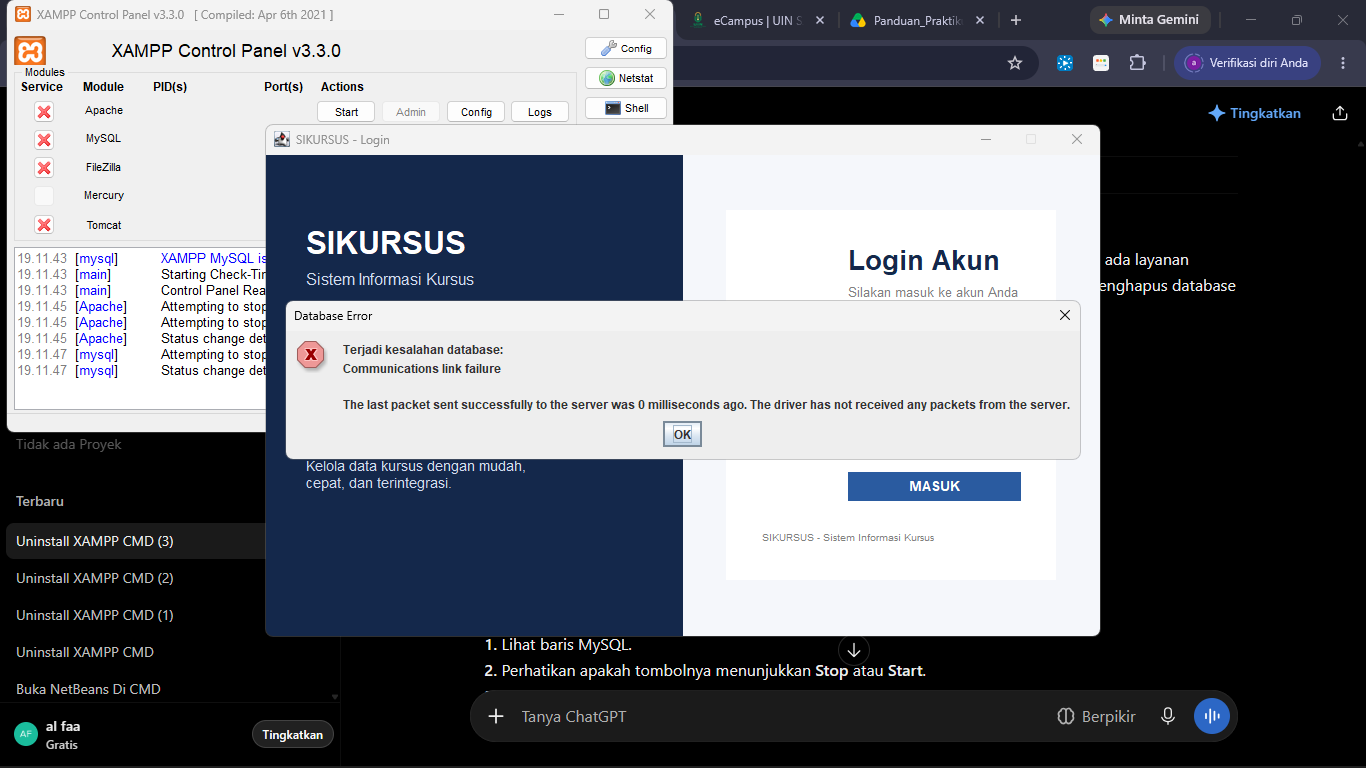 XAMPP Control Panel v3.3.0 [ Compiled: Apr 6th 2021 ]
eCampus | UIN S
Panduan_Praktik
Minta Gemini
XAMPP Control Panel v3.3.0
Config
Verifikasi diri Anda
Modules
Service Module PID(s) Port(s) Actions
Netstat
Apache Start Admin Config Logs
Shell
Tingkatkan
MySQL
FileZilla
Mercury
Tomcat
19.11.43 [mysql] XAMPP MySQL is
19.11.43 [main] Starting Check-Tim
19.11.43 [main] Control Panel Rea
19.11.45 [Apache] Attempting to stop
19.11.45 [Apache] Attempting to stop
19.11.45 [Apache] Status change det
19.11.47 [mysql] Attempting to stop
19.11.47 [mysql] Status change det
SIKURSUS - Login
SIKURSUS
Sistem Informasi Kursus
Login Akun
Silakan masuk ke akun Anda
ada layanan
enghapus database
Database Error
Terjadi kesalahan database:
Communications link failure
The last packet sent successfully to the server was 0 milliseconds ago. The driver has not received any packets from the server.
OK
Kelola data kursus dengan mudah,
cepat, dan terintegrasi.
MASUK
SIKURSUS - Sistem Informasi Kursus
Tidak ada Proyek
Terbaru
Uninstall XAMPP CMD (3)
Uninstall XAMPP CMD (2)
Uninstall XAMPP CMD (1)
Uninstall XAMPP CMD
Buka NetBeans Di CMD
AF
al faa
Gratis
Tingkatkan
1. Lihat baris MySQL.
2. Perhatikan apakah tombolnya menunjukkan Stop atau Start.
Tanya ChatGPT
Berpikir